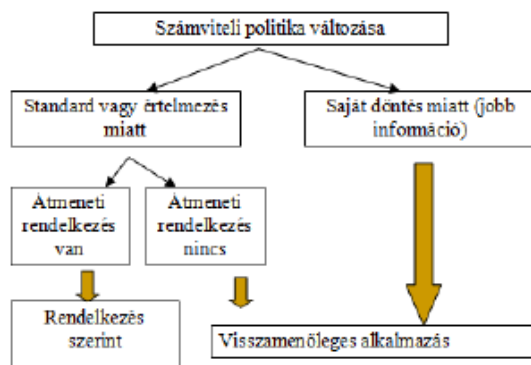 Számviteli politika változása
Standard vagy értelmezés
miatt
Saját döntés miatt (jobb
információ)
Átmeneti
rendelkezés
van
Átmeneti
rendelkezés
nincs
Rendelkezés
szerint
Visszamenőleges alkalmazás